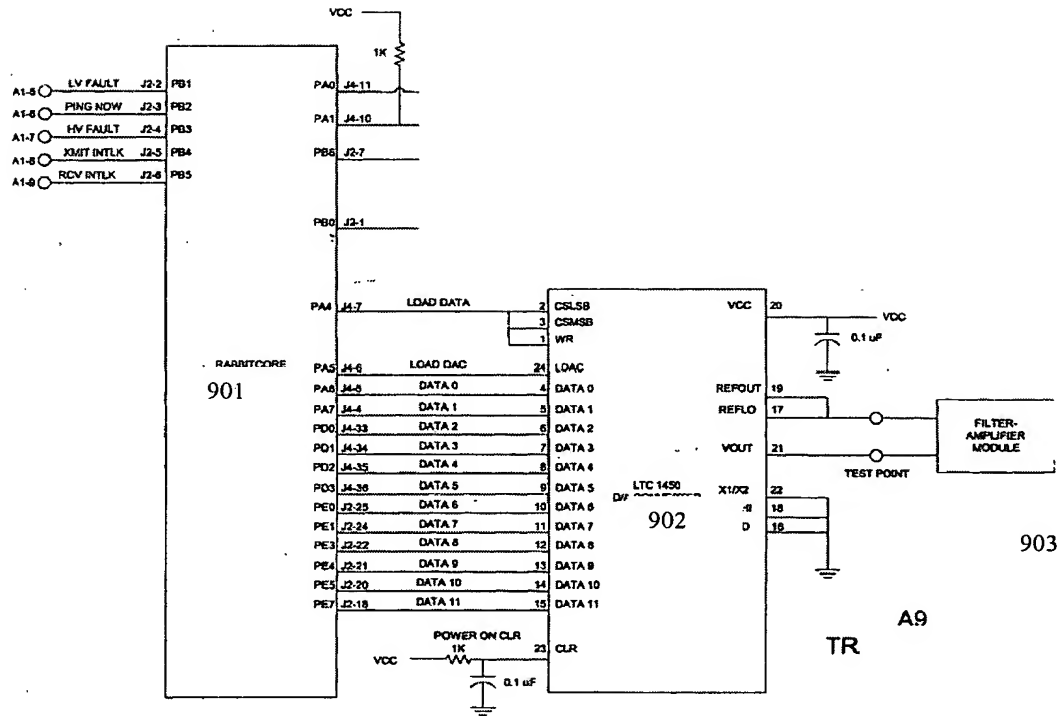 VCC
1K
A1-5 LV FAULT J2-2 PB1
A1-6 PING NOW J2-3 PB2
A1-7 HV FAULT J2-4 PB3
A1-8 XMIT INTLK J2-5 PB4
A1-9 RCV INTLK J2-6 PB5
PA0 J4-11
PA1 J4-10
PB6 J2-7
PB0 J2-1
PA4 J4-7 LOAD DATA 2 CSLSB
3 CSMSB
1 WR
RABBITCORE
901
PA5 J4-6 LOAD DAC 24 LDAC
PA6 J4-5 DATA 0 4 DATA 0
PA7 J4-4 DATA 1 5 DATA 1
PD0 J4-33 DATA 2 6 DATA 2
PD1 J4-34 DATA 3 7 DATA 3
PD2 J4-35 DATA 4 8 DATA 4
PD3 J4-36 DATA 5 9 DATA 5
PE0 J2-25 DATA 6 10 DATA 6
PE1 J2-24 DATA 7 11 DATA 7
PE3 J2-22 DATA 8 12 DATA 8
PE4 J2-21 DATA 9 13 DATA 9
PE5 J2-20 DATA 10 14 DATA 10
PE7 J2-18 DATA 11 15 DATA 11
POWER ON CLR
VCC 1K 23 CLR
0.1 uF
LTC 1450
902
VCC 20
VCC
0.1 uF
REFOUT 19
REFLO 17
VOUT 21
TEST POINT
X1/X2 22
18
D 16
FILTER-
AMPLIFIER
MODULE
903
A9
TR